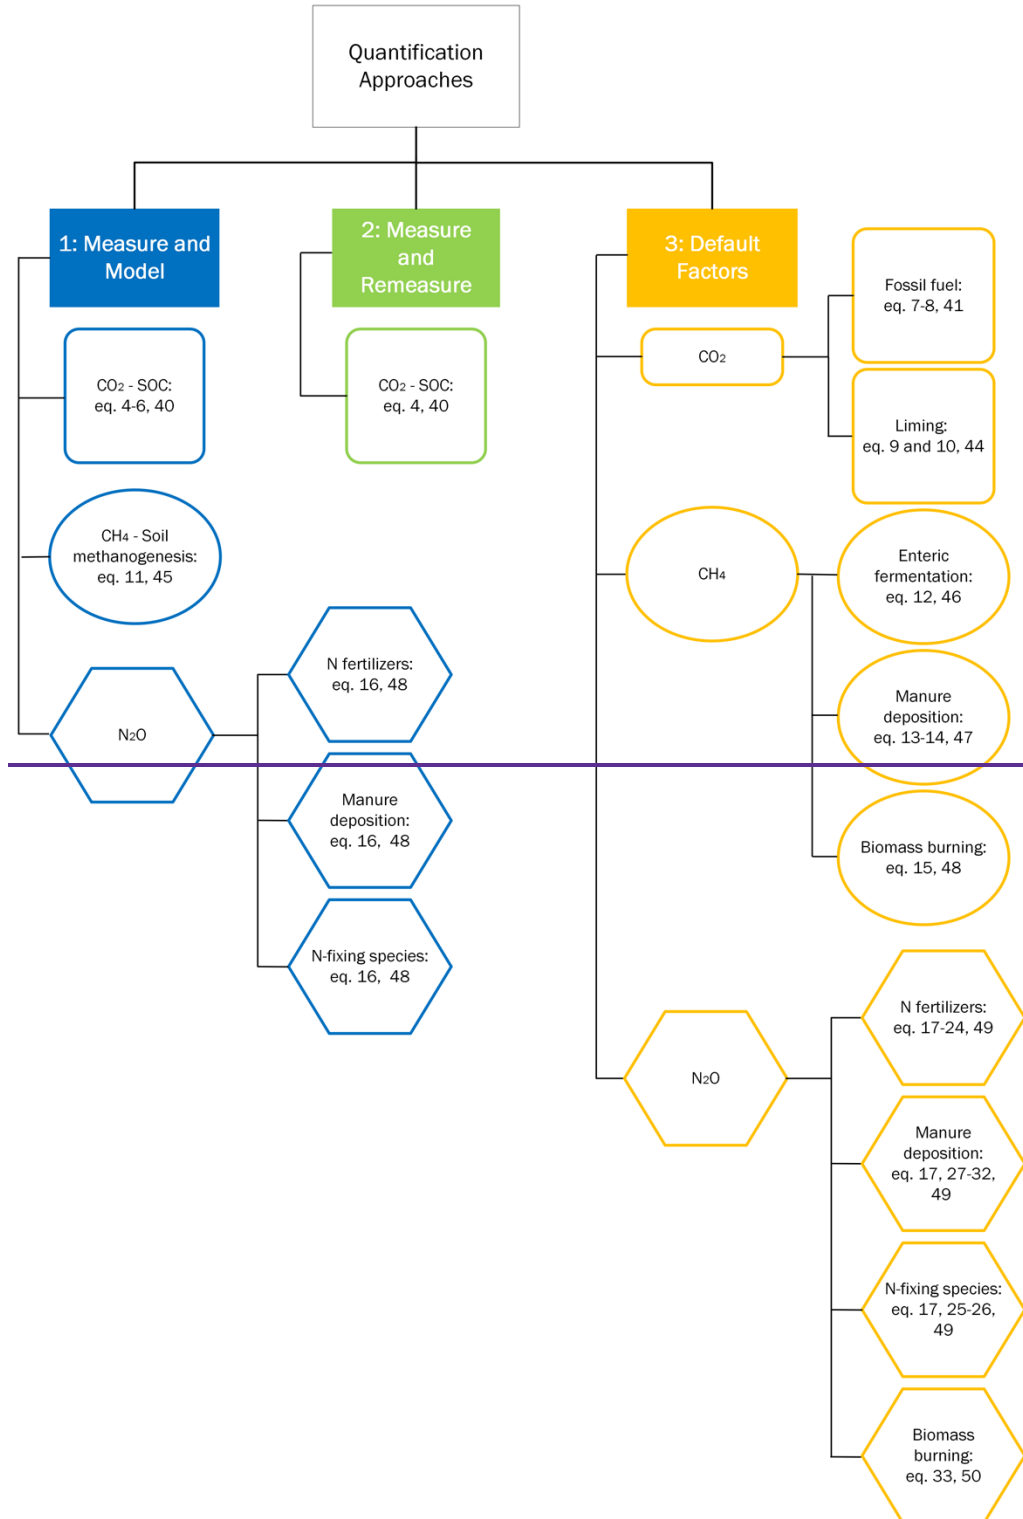 Quantification
Approaches
1: Measure and
Model
CO2 - SOC:
eq. 4-6, 40
CH4 - Soil
methanogenesis:
eq. 11, 45
N2O
N fertilizers:
eq. 16, 48
Manure
deposition:
eq. 16, 48
N-fixing species:
eq. 16, 48
2: Measure
and
Remeasure
CO2 - SOC:
eq. 4, 40
3: Default
Factors
CO2
Fossil fuel:
eq. 7-8, 41
Liming:
eq. 9 and 10, 44
CH4
Enteric
fermentation:
eq. 12, 46
Manure
deposition:
eq. 13-14, 47
Biomass burning:
eq. 15, 48
N2O
N fertilizers:
eq. 17-24, 49
Manure
deposition:
eq. 17, 27-32,
49
N-fixing species:
eq. 17, 25-26,
49
Biomass
burning:
eq. 33, 50